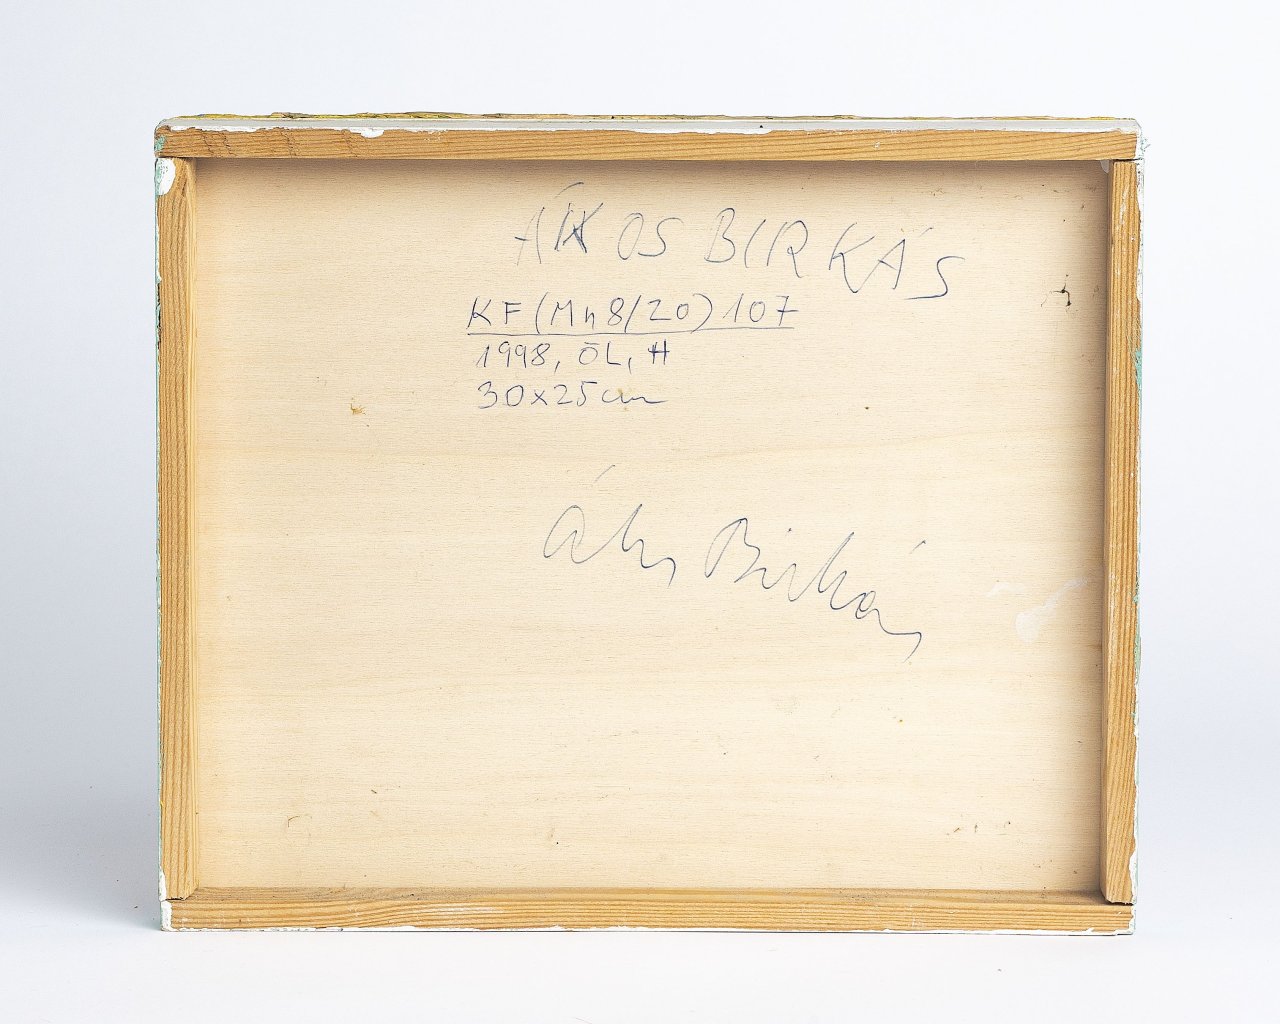 ÁKOS BIRKÁS
KF (Mn8/20) 107
1998, ÖL, H
30x25cm
Ákos Birkás